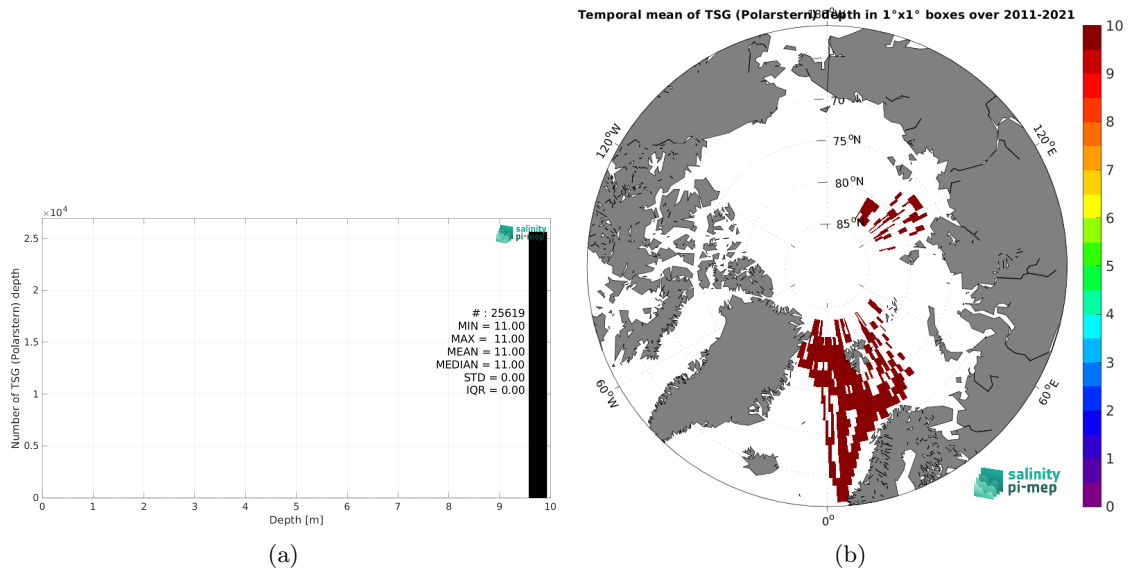 Temporal mean of TSG (Polarstern) depth in 1°x1° boxes over 2011-2021
×10⁴
2.5
2
1.5
1
0.5
0
Number of TSG (Polarstern) depth
salinity
pi-mep
# : 25619
MIN = 11.00
MAX = 11.00
MEAN = 11.00
MEDIAN = 11.00
STD = 0.00
IQR = 0.00
0 1 2 3 4 5 6 7 8 9 10
Depth [m]
(a)
180°
120°W
120°E
60°W
60°E
0°
70°N
75°N
80°N
85°N
salinity
pi-mep
10
9
8
7
6
5
4
3
2
1
0
(b)